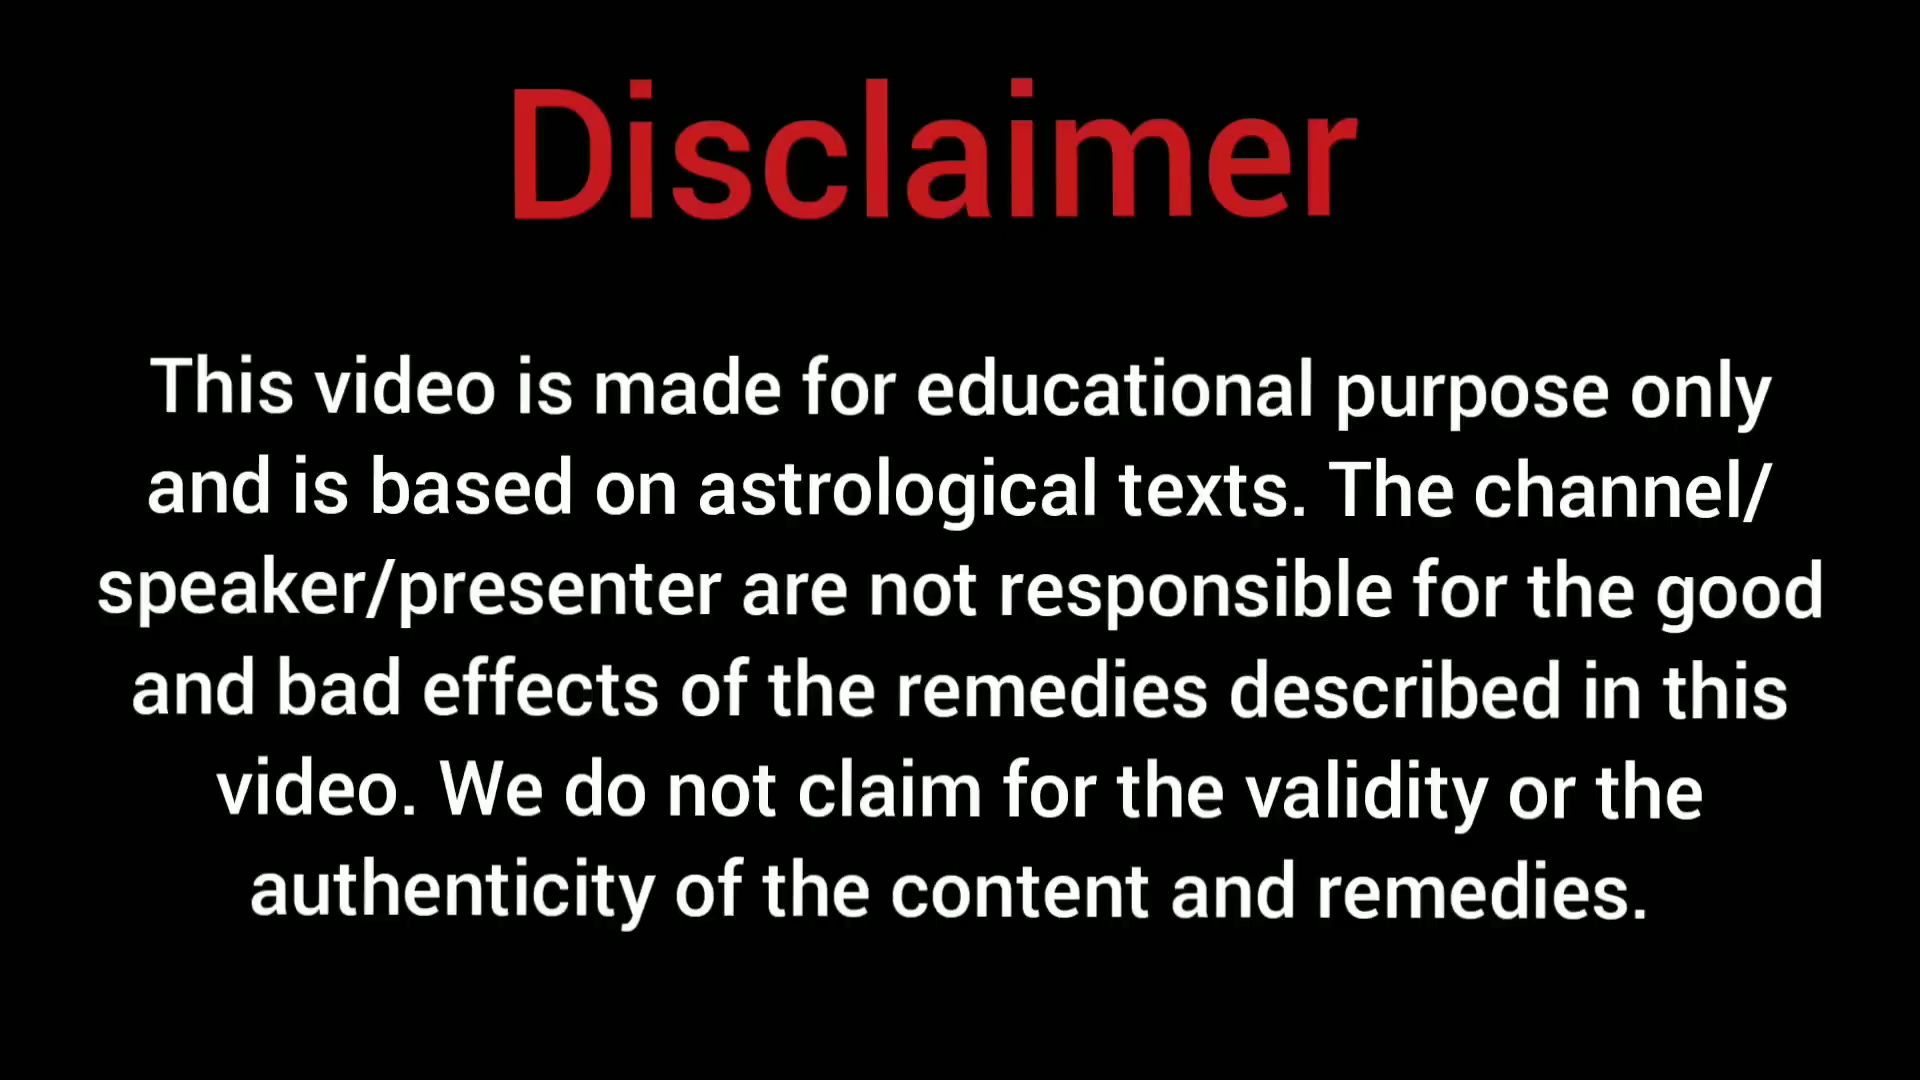 Disclaimer
This video is made for educational purpose only
and is based on astrological texts. The channel/
speaker/presenter are not responsible for the good
and bad effects of the remedies described in this
video. We do not claim for the validity or the
authenticity of the content and remedies.